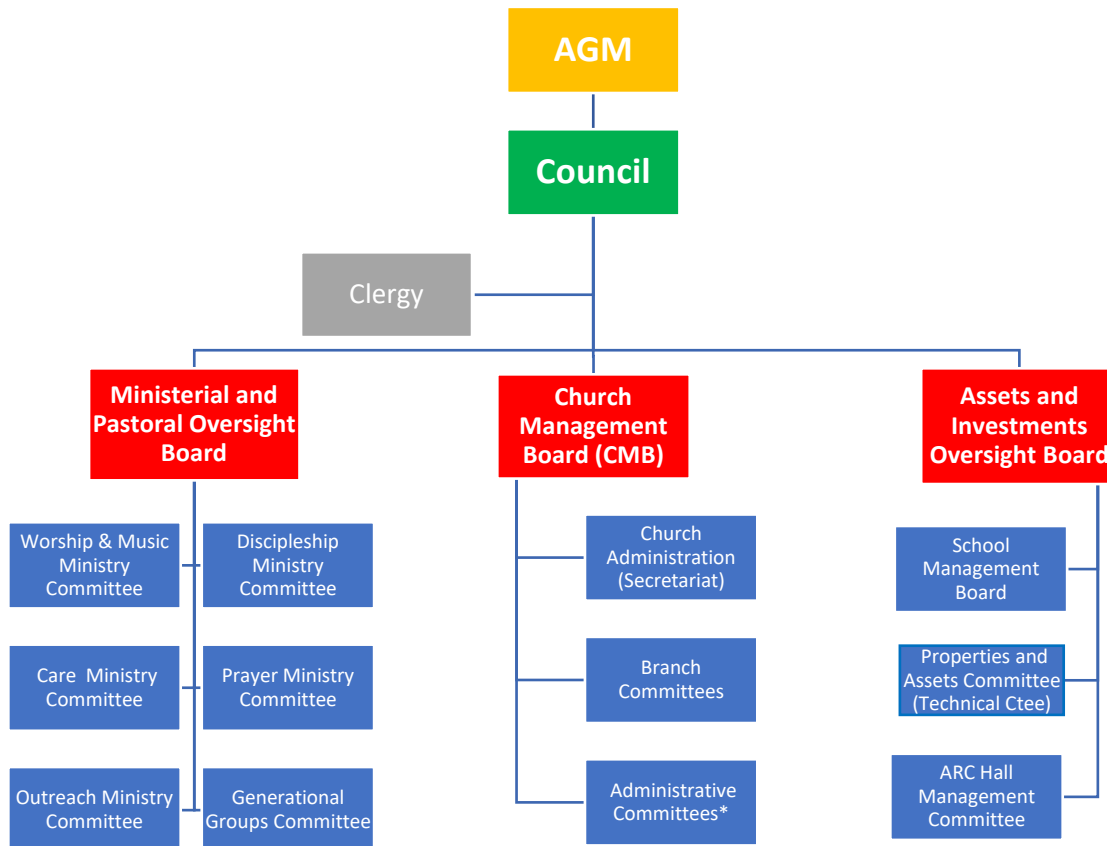 AGM
Council
Clergy
Ministerial and
Pastoral Oversight
Board
Church
Management
Board (CMB)
Assets and
Investments
Oversight Board
Worship & Music
Ministry
Committee
Discipleship
Ministry
Committee
Church
Administration
(Secretariat)
School
Management
Board
Care Ministry
Committee
Prayer Ministry
Committee
Branch
Committees
Properties and
Assets Committee
(Technical Ctee)
Outreach Ministry
Committee
Generational
Groups Committee
Administrative
Committees*
ARC Hall
Management
Committee